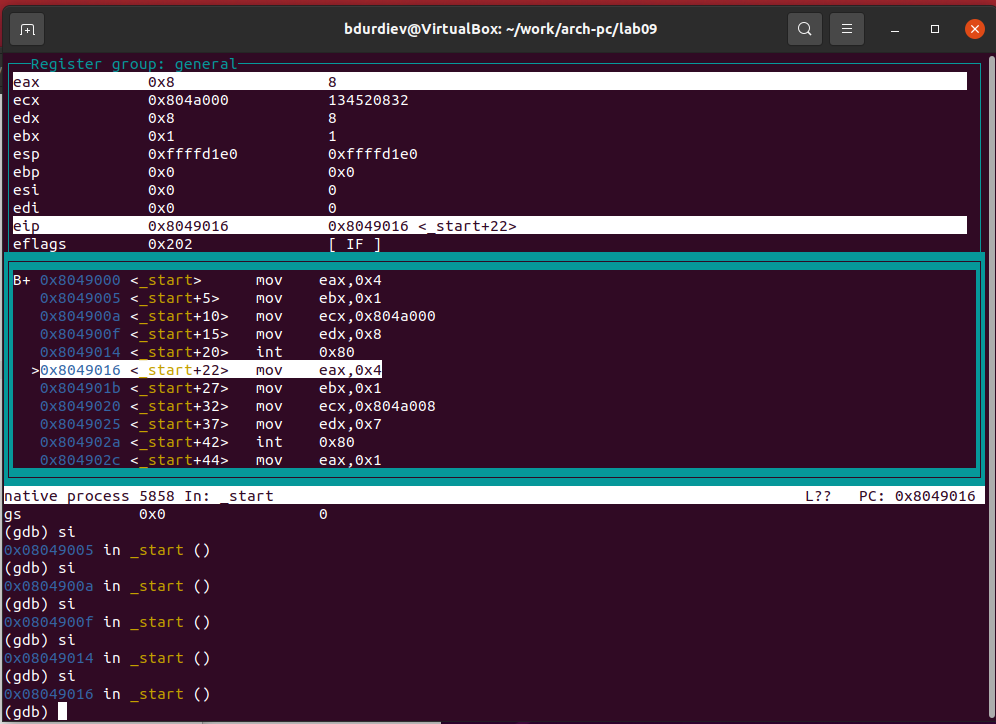 bdurdiev@VirtualBox: ~/work/arch-pc/lab09
Register group: general
eax 0x8 8
ecx 0x804a000 134520832
edx 0x8 8
ebx 0x1 1
esp 0xffffd1e0 0xffffd1e0
ebp 0x0 0x0
esi 0x0 0
edi 0x0 0
eip 0x8049016 0x8049016 <_start+22>
eflags 0x202 [ IF ]
B+ 0x8049000 <_start> mov eax,0x4
0x8049005 <_start+5> mov ebx,0x1
0x804900a <_start+10> mov ecx,0x804a000
0x804900f <_start+15> mov edx,0x8
0x8049014 <_start+20> int 0x80
>0x8049016 <_start+22> mov eax,0x4
0x804901b <_start+27> mov ebx,0x1
0x8049020 <_start+32> mov ecx,0x804a008
0x8049025 <_start+37> mov edx,0x7
0x804902a <_start+42> int 0x80
0x804902c <_start+44> mov eax,0x1
native process 5858 In: _start L?? PC: 0x8049016
gs 0x0 0
(gdb) si
0x08049005 in _start ()
(gdb) si
0x0804900a in _start ()
(gdb) si
0x0804900f in _start ()
(gdb) si
0x08049014 in _start ()
(gdb) si
0x08049016 in _start ()
(gdb)